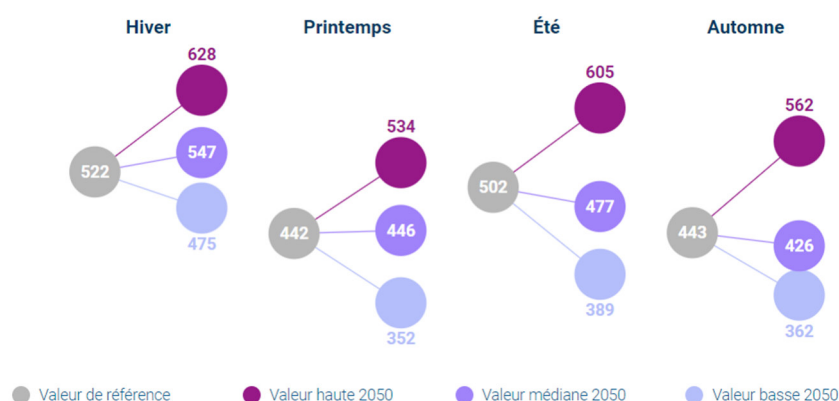 Hiver
Printemps
Été
Automne
628
522
547
475
534
442
446
352
605
502
477
389
562
443
426
362
Valeur de référence
Valeur haute 2050
Valeur médiane 2050
Valeur basse 2050